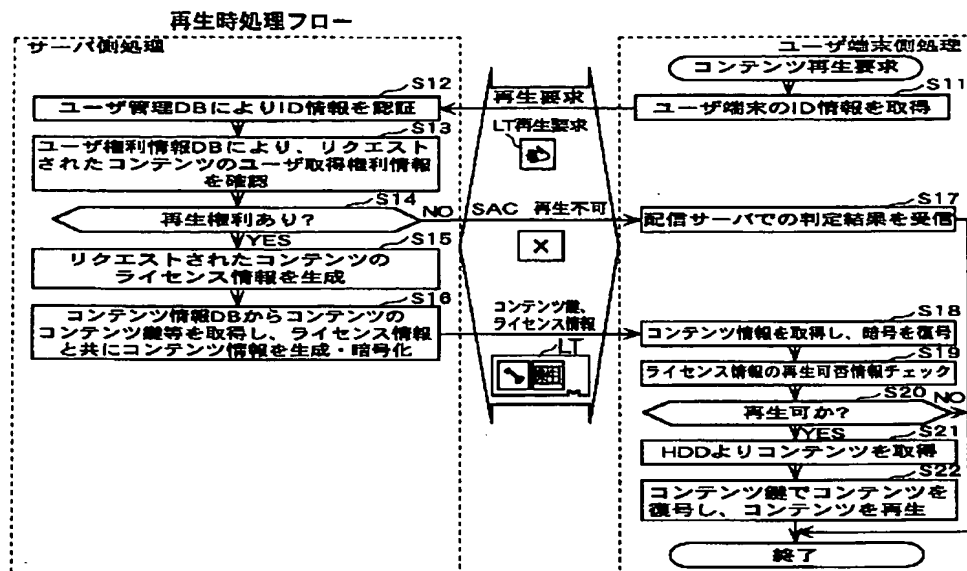 再生時処理フロー
サーバ側処理
ユーザ端末側処理
コンテンツ再生要求
S11
ユーザ端末のID情報を取得
再生要求
LT再生要求
S12
ユーザ管理DBによりID情報を認証
S13
ユーザ権利情報DBにより、リクエスト
されたコンテンツのユーザ取得権利情報
を確認
S14
再生権利あり?
NO
SAC 再生不可
×
S17
配信サーバでの判定結果を受信
YES
S15
リクエストされたコンテンツの
ライセンス情報を生成
S16
コンテンツ情報DBからコンテンツの
コンテンツ鍵等を取得し、ライセンス情報
と共にコンテンツ情報を生成・暗号化
コンテンツ鍵、
ライセンス情報
LT
S18
コンテンツ情報を取得し、暗号を復号
S19
ライセンス情報の再生可否情報チェック
S20
再生可か?
NO
YES
S21
HDDよりコンテンツを取得
S22
コンテンツ鍵でコンテンツを
復号し、コンテンツを再生
終了